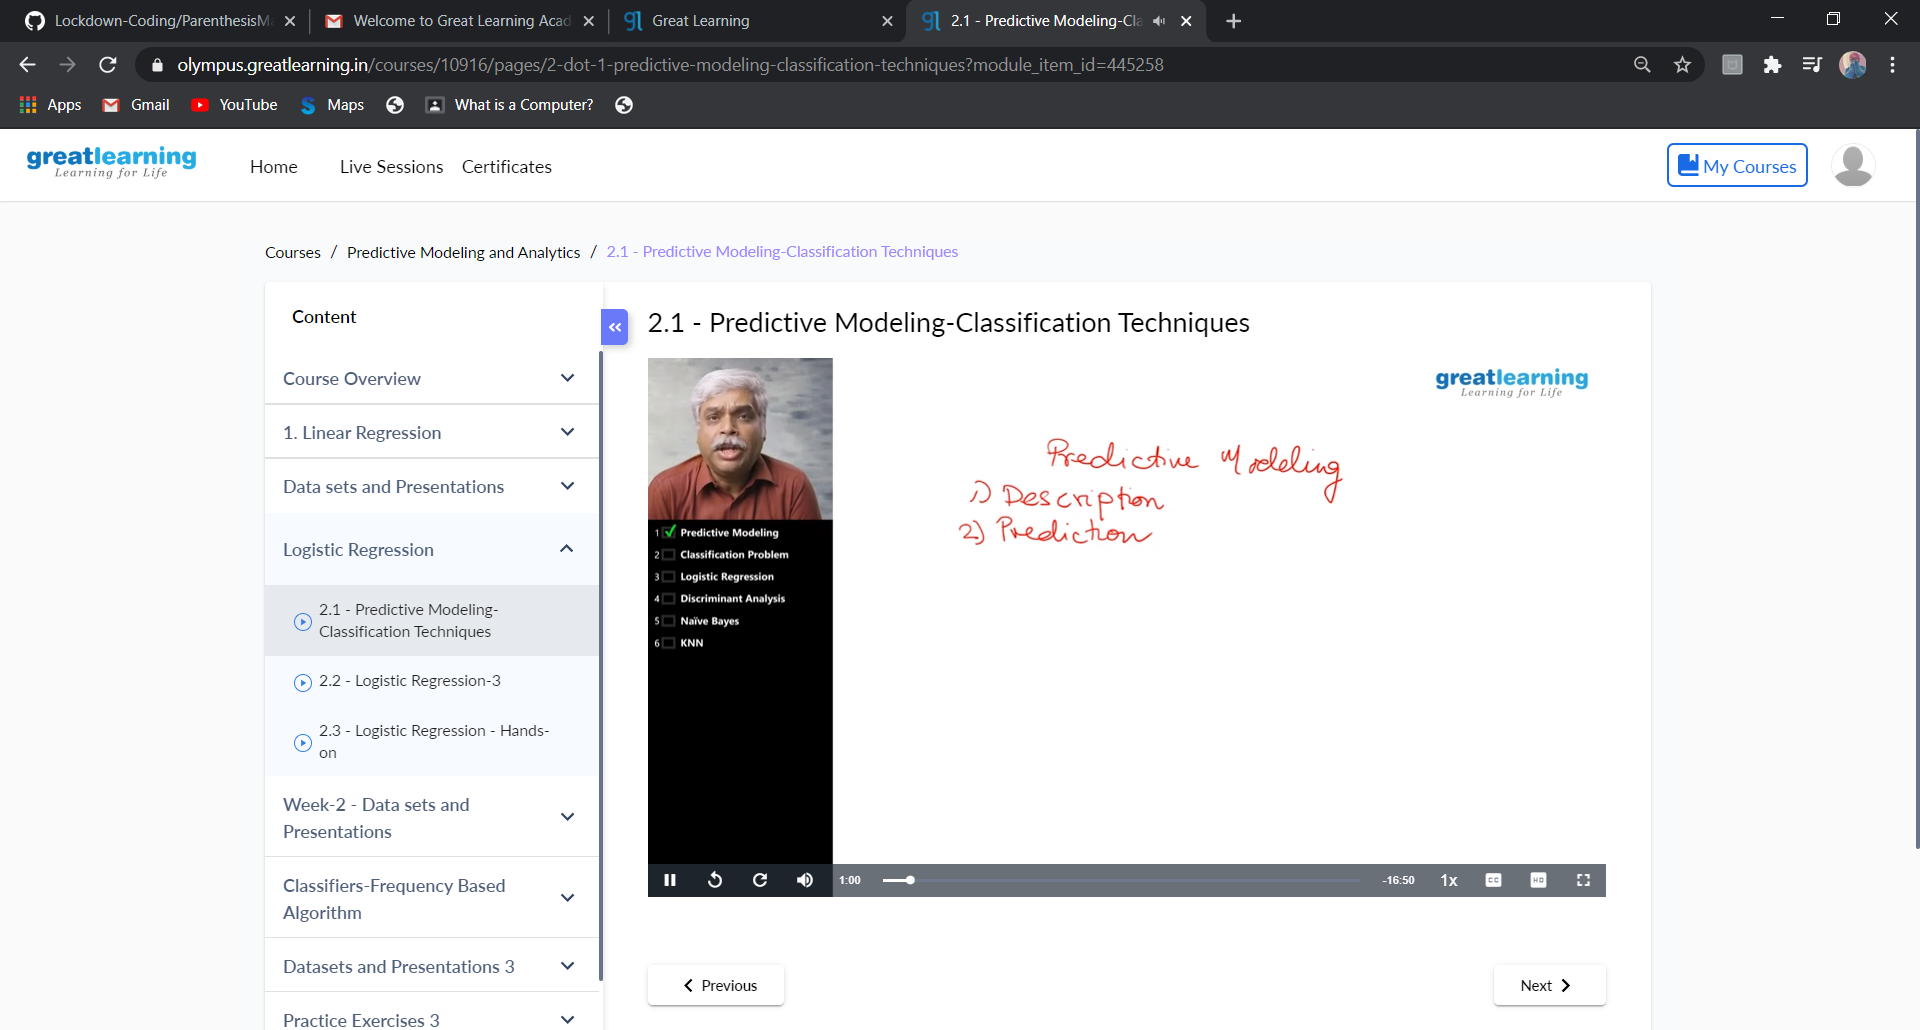 Lockdown-Coding/ParenthesisMa
Welcome to Great Learning Acad
Great Learning
2.1 - Predictive Modeling-Cla
olympus.greatlearning.in/courses/10916/pages/2-dot-1-predictive-modeling-classification-techniques?module_item_id=445258
Apps
Gmail
YouTube
Maps
What is a Computer?
greatlearning
Learning for Life
Home
Live Sessions
Certificates
My Courses
Courses / Predictive Modeling and Analytics / 2.1 - Predictive Modeling-Classification Techniques
Content
Course Overview
1. Linear Regression
Data sets and Presentations
Logistic Regression
2.1 - Predictive Modeling-
Classification Techniques
2.2 - Logistic Regression-3
2.3 - Logistic Regression - Hands-
on
Week-2 - Data sets and
Presentations
Classifiers-Frequency Based
Algorithm
Datasets and Presentations 3
Practice Exercises 3
2.1 - Predictive Modeling-Classification Techniques
greatlearning
Learning for Life
Predictive Modeling
1) Description
2) Prediction
1 Predictive Modeling
2 Classification Problem
3 Logistic Regression
4 Discriminant Analysis
5 Naïve Bayes
6 KNN
1:00
-16:50
1x
CC
HD
Previous
Next